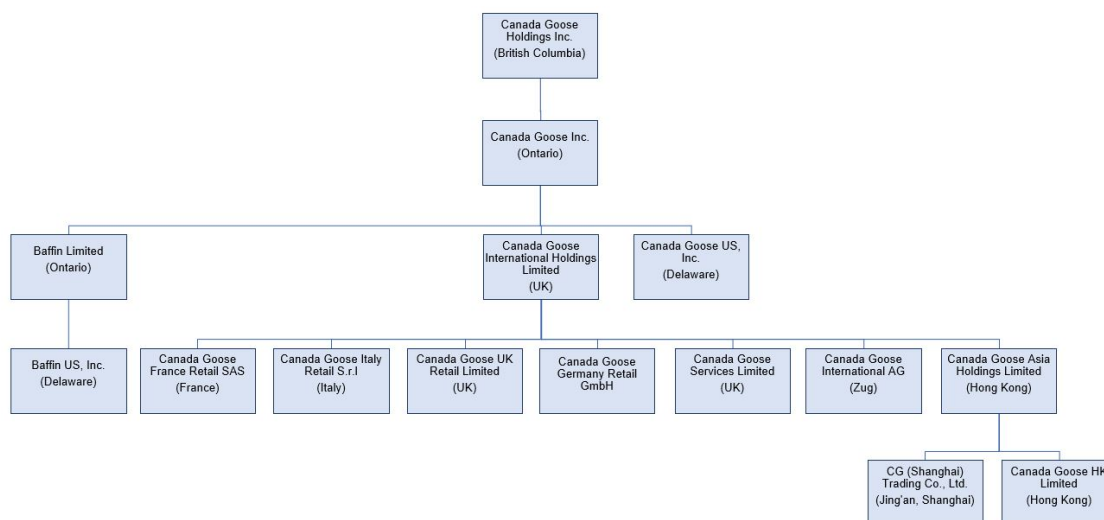 Canada Goose
Holdings Inc.
(British Columbia)
Canada Goose Inc.
(Ontario)
Baffin Limited
(Ontario)
Canada Goose
International Holdings
Limited
(UK)
Canada Goose US,
Inc.
(Delaware)
Baffin US, Inc.
(Delaware)
Canada Goose
France Retail SAS
(France)
Canada Goose Italy
Retail S.r.l
(Italy)
Canada Goose UK
Retail Limited
(UK)
Canada Goose
Germany Retail
GmbH
Canada Goose
Services Limited
(UK)
Canada Goose
International AG
(Zug)
Canada Goose Asia
Holdings Limited
(Hong Kong)
CG (Shanghai)
Trading Co., Ltd.
(Jing'an, Shanghai)
Canada Goose HK
Limited
(Hong Kong)